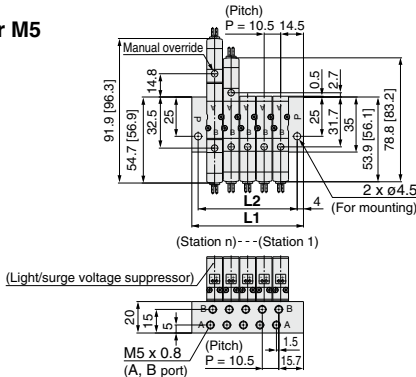 r M5
(Pitch)
P = 10.5
14.5
Manual override
91.9 [96.3]
54.7 [56.9]
14.8
32.5
25
0.5
2.7
25
31.7
35
53.9 [56.1]
78.8 [83.2]
P
A
A
A
A
P
B
B
B
B
B
2 x ø4.5
(For mounting)
L2
4
L1
(Station n)---(Station 1)
(Light/surge voltage suppressor)
20
15
5
B
B
A
A
M5 x 0.8
(A, B port)
(Pitch)
P = 10.5
1.5
15.7